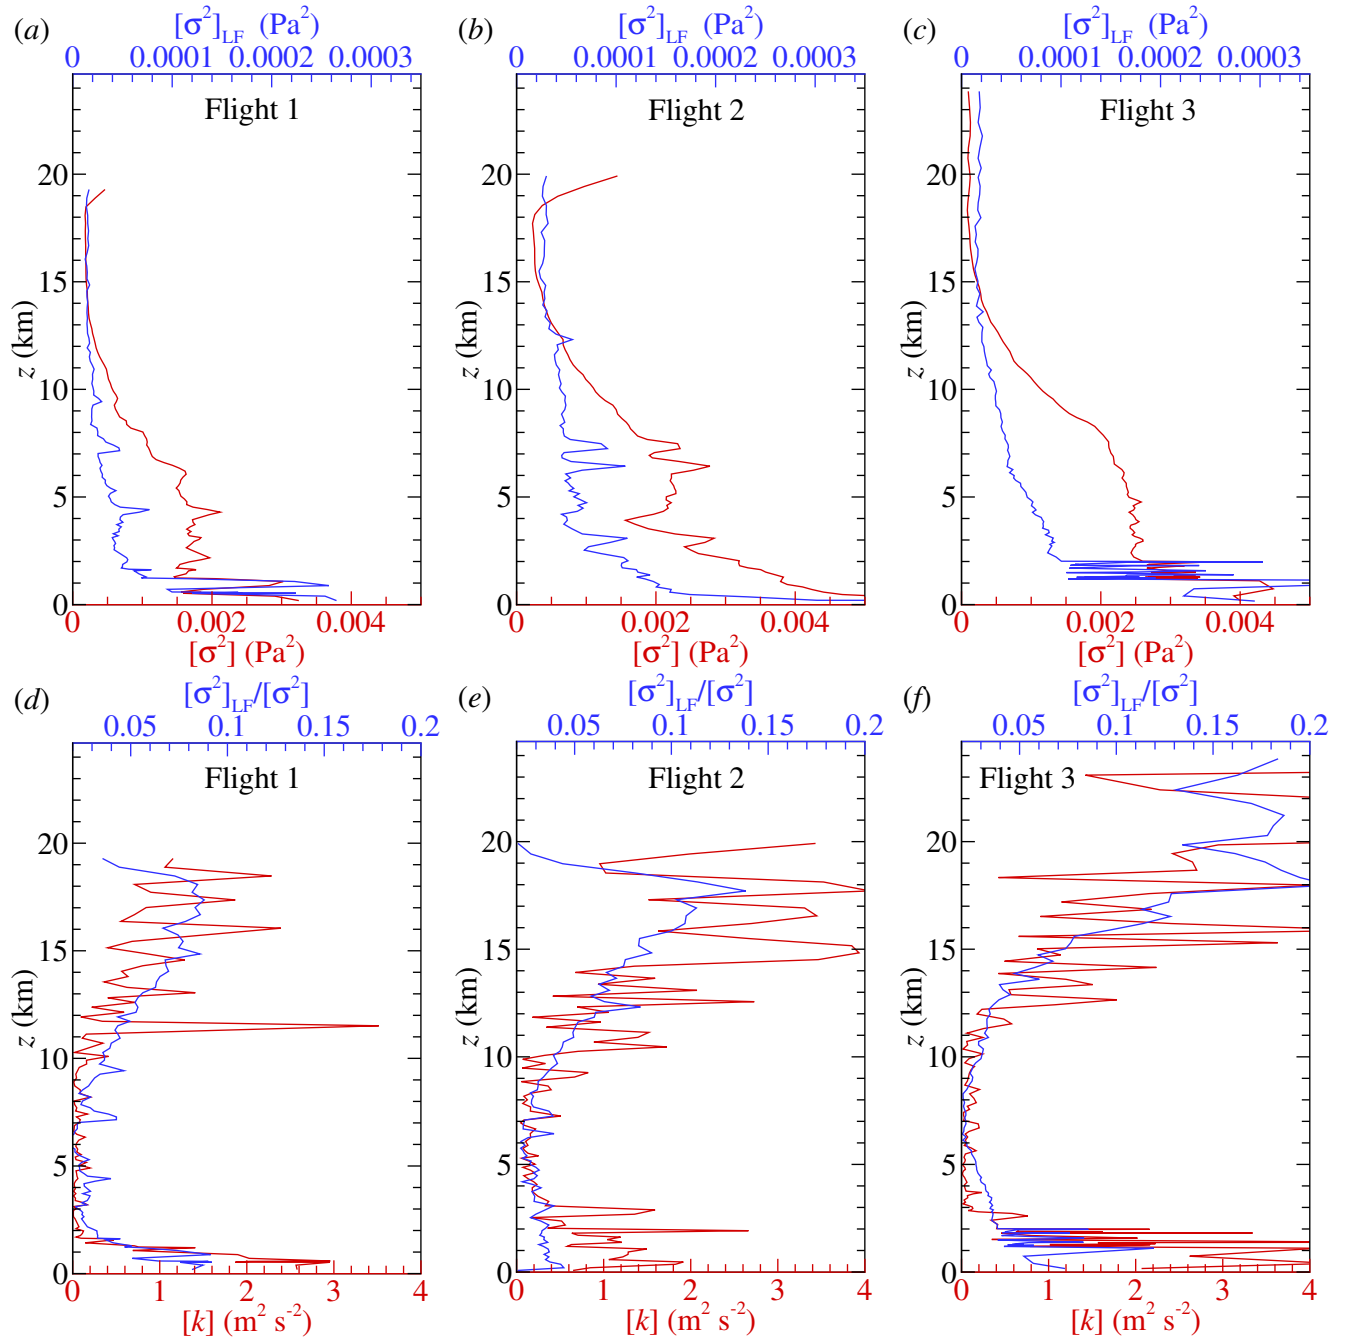 (a) [σ²]LF (Pa²) (b) [σ²]LF (Pa²) (c) [σ²]LF (Pa²)
0 0.0001 0.0002 0.0003 0 0.0001 0.0002 0.0003 0 0.0001 0.0002 0.0003
Flight 1 Flight 2 Flight 3
20 20 20
15 15 15
z (km) z (km) z (km)
10 10 10
5 5 5
0 0 0
0 0.002 0.004 0 0.002 0.004 0 0.002 0.004
[σ²] (Pa²) [σ²] (Pa²) [σ²] (Pa²)
(d) [σ²]LF/[σ²] (e) [σ²]LF/[σ²] [σ²]LF/[σ²] (f)
0.05 0.1 0.15 0.2 0.05 0.1 0.15 0.2 0.05 0.1 0.15 0.2
Flight 1 Flight 2 Flight 3
20 20 20
15 15 15
z (km) z (km) z (km)
10 10 10
5 5 5
0 0 0
0 1 2 3 4 0 1 2 3 4 0 1 2 3 4
[k] (m² s⁻²) [k] (m² s⁻²) [k] (m² s⁻²)